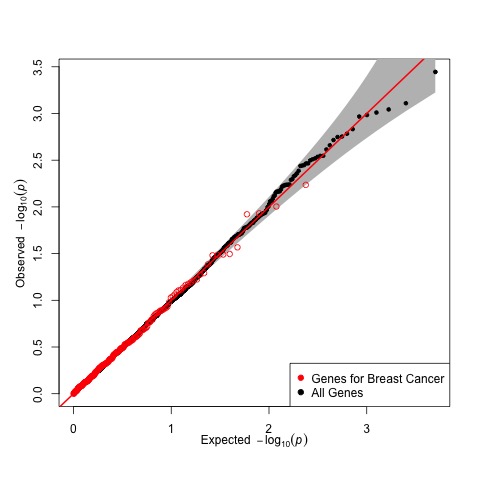 3.5
3.0
2.5
2.0
1.5
1.0
0.5
0.0
Observed −log10(p)
Genes for Breast Cancer
All Genes
0 1 2 3
Expected −log10(p)